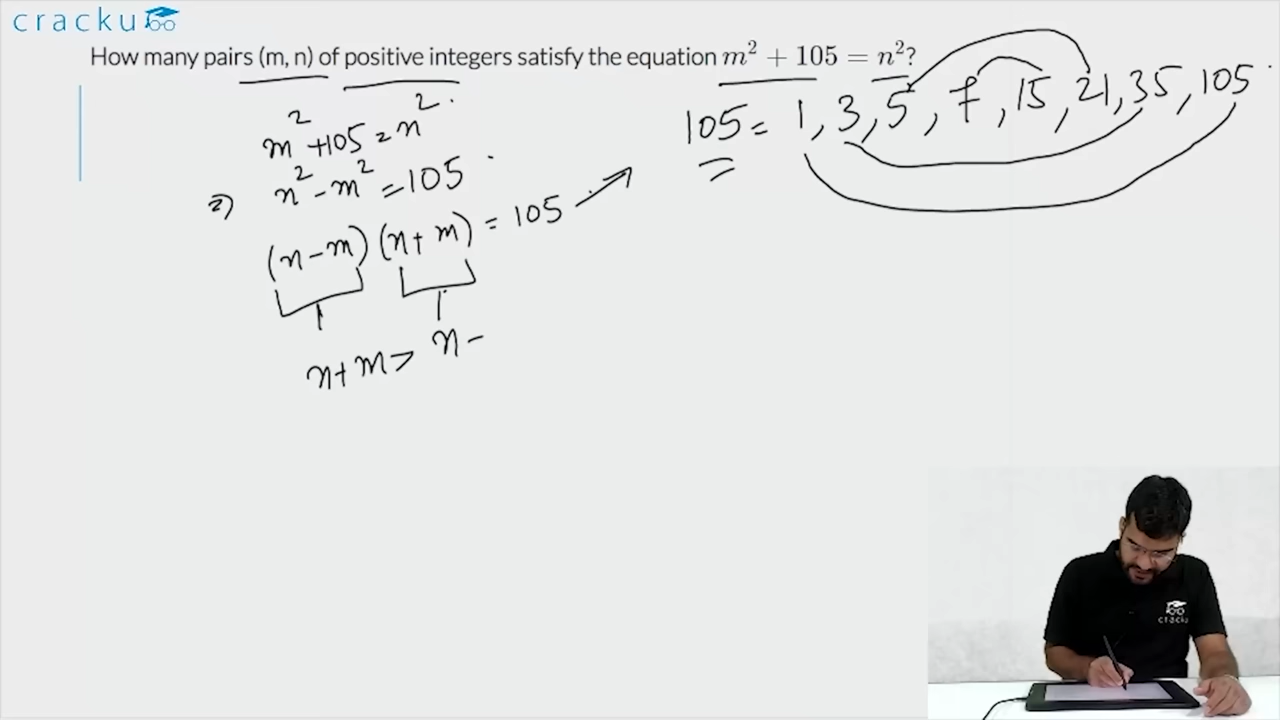 cracku
How many pairs (m, n) of positive integers satisfy the equation m² + 105 = n²?
m² + 105 = n².
⇒ n² - m² = 105
(n - m) (n + m) = 105
n + m > n -
105 = 1, 3, 5, 7, 15, 21, 35, 105
cracku